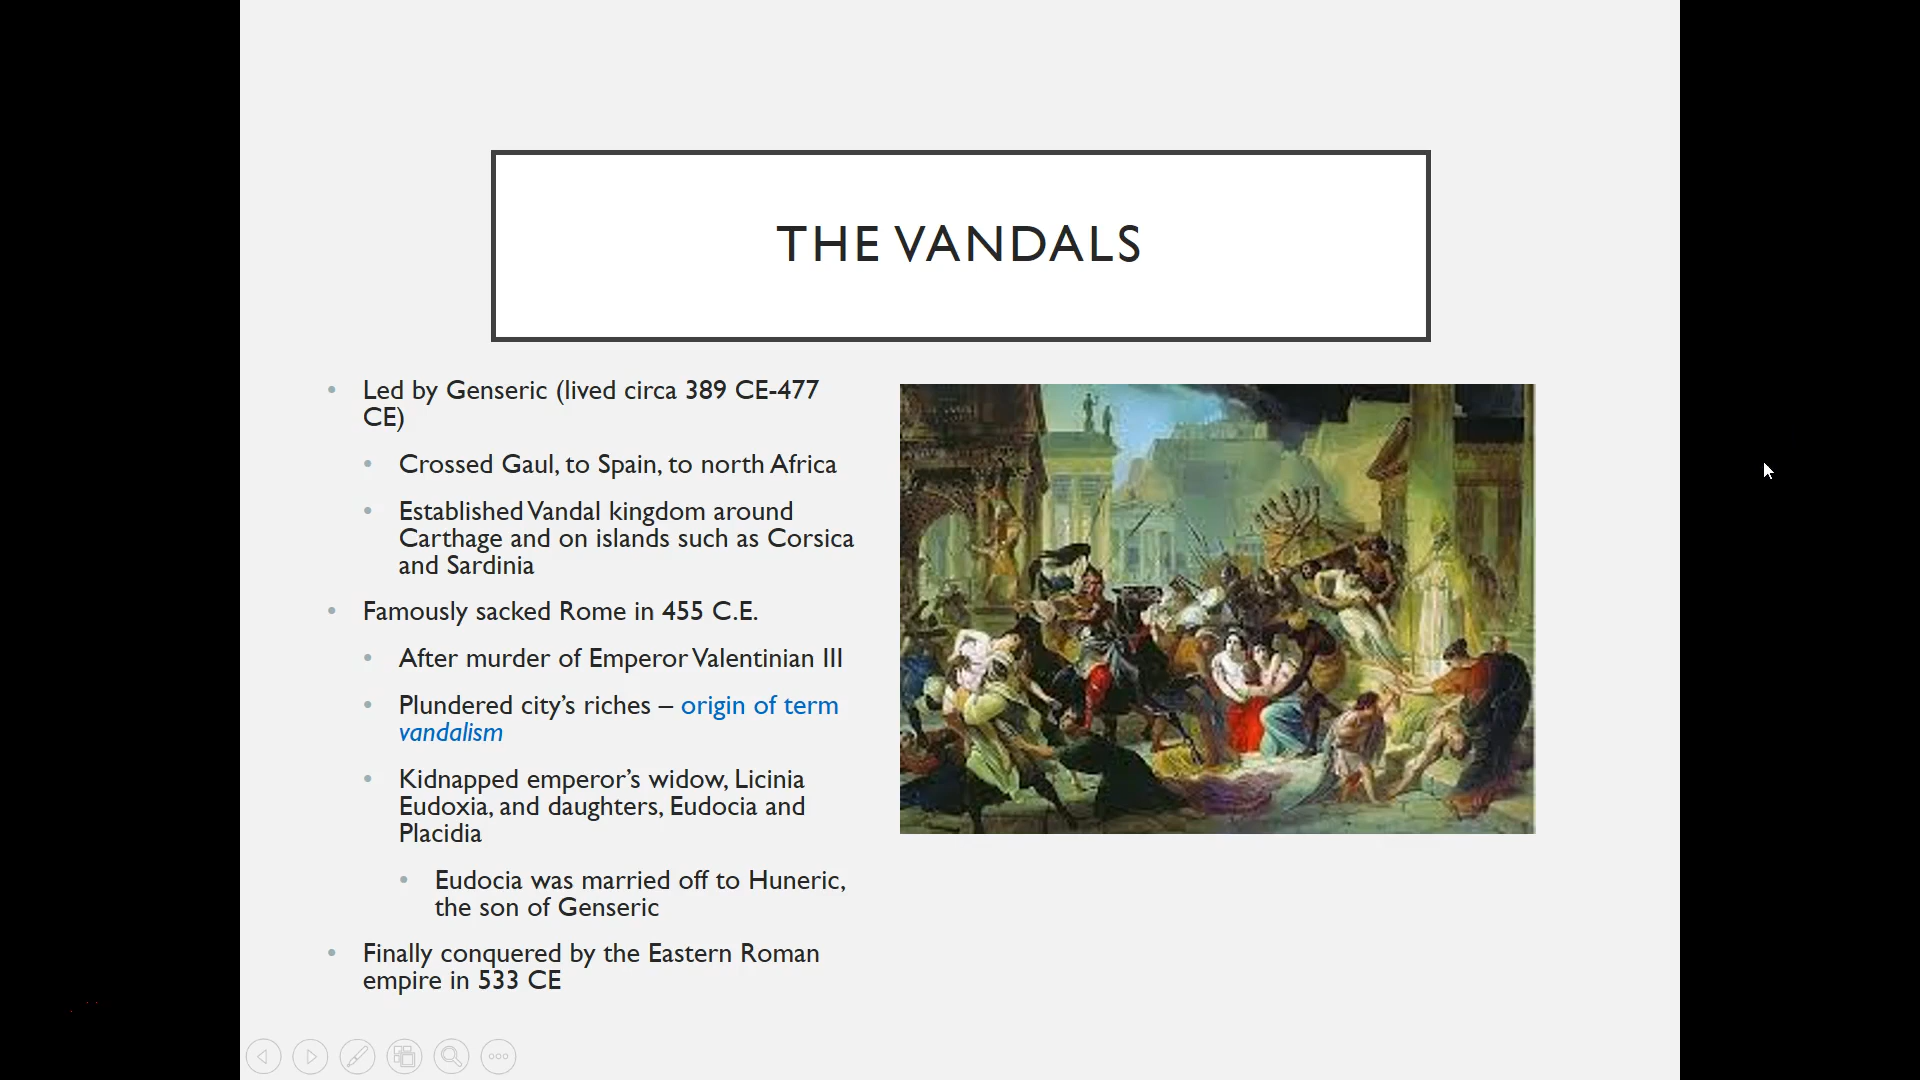 THE VANDALS
Led by Genseric (lived circa 389 CE-477
CE)
Crossed Gaul, to Spain, to north Africa
Established Vandal kingdom around
Carthage and on islands such as Corsica
and Sardinia
Famously sacked Rome in 455 C.E.
After murder of Emperor Valentinian III
Plundered city’s riches – origin of term
vandalism
Kidnapped emperor’s widow, Licinia
Eudoxia, and daughters, Eudocia and
Placidia
Eudocia was married off to Huneric,
the son of Genseric
Finally conquered by the Eastern Roman
empire in 533 CE